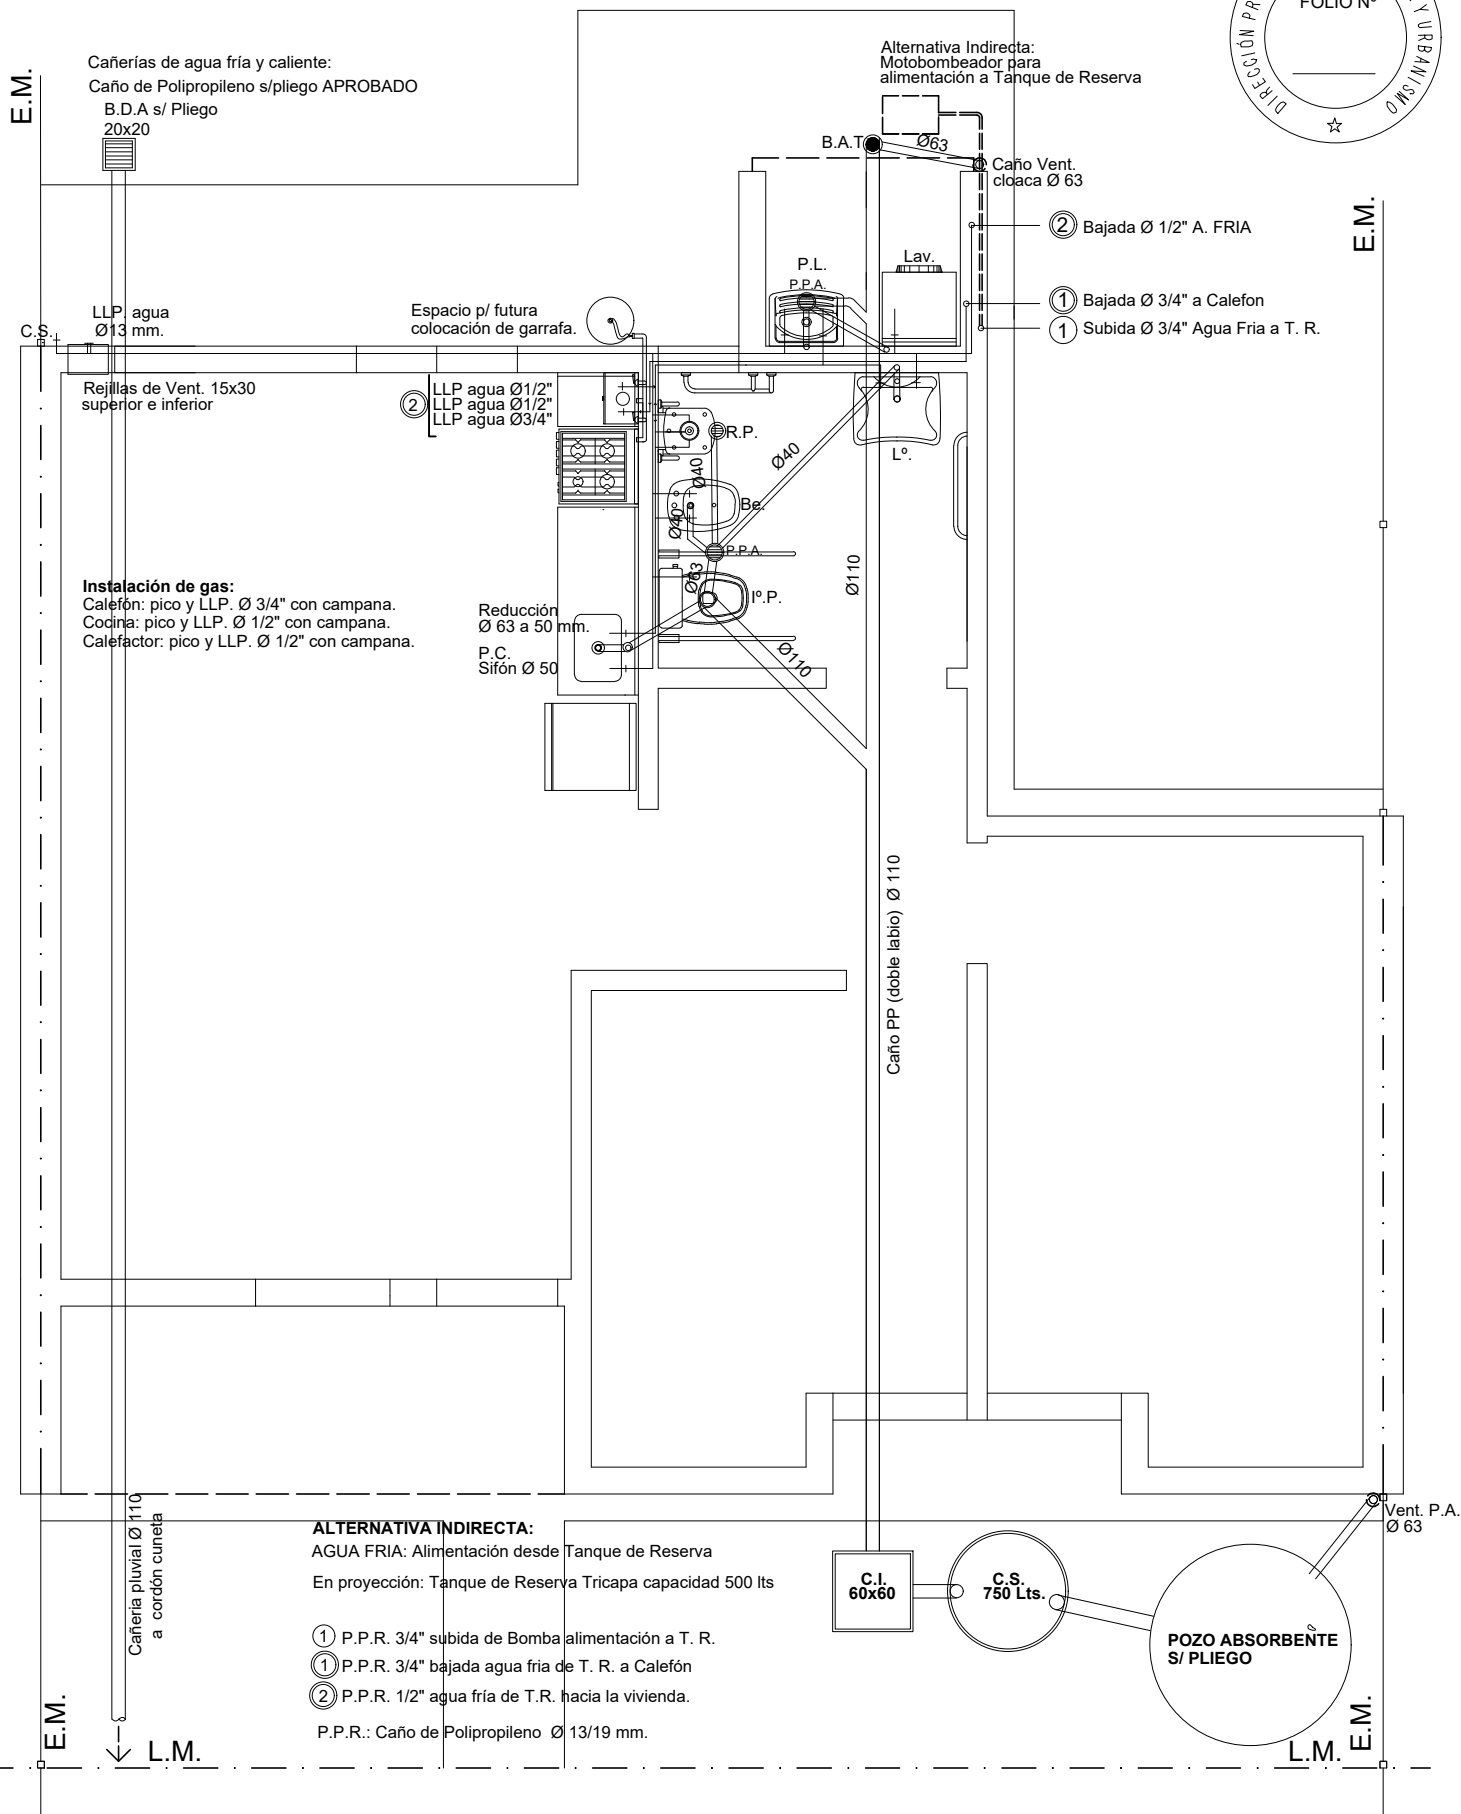 FOLIO Nº
DIRECCIÓN PR
Y URBANISMO
E.M.
Cañerías de agua fría y caliente:
Caño de Polipropileno s/pliego APROBADO
B.D.A s/ Pliego
20x20
Alternativa Indirecta:
Motobombeador para
alimentación a Tanque de Reserva
B.A.T
Ø63
Caño Vent.
cloaca Ø 63
E.M.
2 Bajada Ø 1/2" A. FRIA
P.L.
P.P.A.
Lav.
1 Bajada Ø 3/4" a Calefon
1 Subida Ø 3/4" Agua Fria a T. R.
C.S.
LLP. agua
Ø13 mm.
Espacio p/ futura
colocación de garrafa.
Rejillas de Vent. 15x30
superior e inferior
2
LLP agua Ø1/2"
LLP agua Ø1/2"
LLP agua Ø3/4"
R.P.
Ø40
Ø40
Lº.
Be.
Ø40
P.P.A.
Ø63
Iº.P.
Ø110
Ø110
Instalación de gas:
Calefón: pico y LLP. Ø 3/4" con campana.
Cocina: pico y LLP. Ø 1/2" con campana.
Calefactor: pico y LLP. Ø 1/2" con campana.
Reducción
Ø 63 a 50 mm.
P.C.
Sifón Ø 50
Caño PP (doble labio) Ø 110
Cañeria pluvial Ø 110
a cordón cuneta
ALTERNATIVA INDIRECTA:
AGUA FRIA: Alimentación desde Tanque de Reserva
En proyección: Tanque de Reserva Tricapa capacidad 500 lts
1 P.P.R. 3/4" subida de Bomba alimentación a T. R.
1 P.P.R. 3/4" bajada agua fria de T. R. a Calefón
2 P.P.R. 1/2" agua fría de T.R. hacia la vivienda.
P.P.R.: Caño de Polipropileno Ø 13/19 mm.
C.I.
60x60
C.S.
750 Lts.
POZO ABSORBENTE
S/ PLIEGO
Vent. P.A.
Ø 63
E.M.
L.M.
L.M.
E.M.